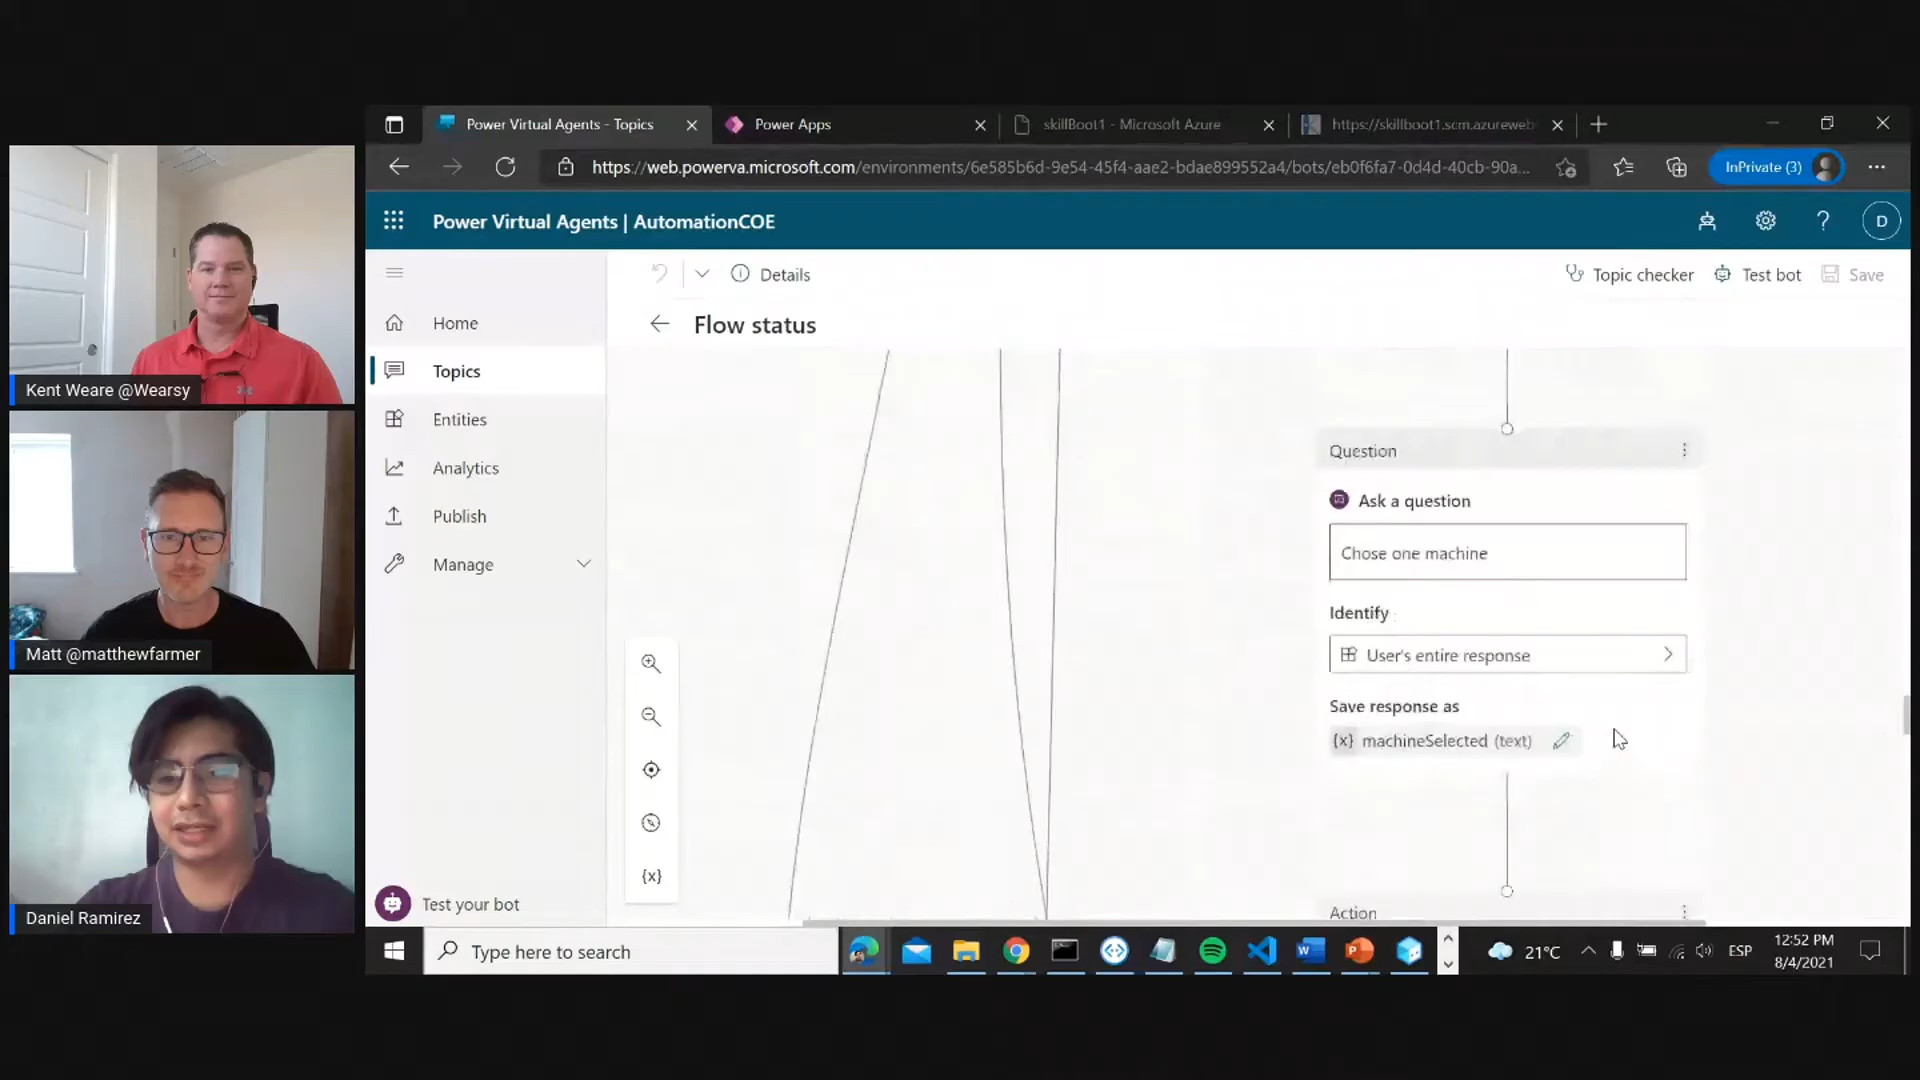 Kent Weare @Wearsy
Matt @matthewfarmer
Daniel Ramirez
Power Virtual Agents - Topics
Power Apps
skillBoot1 - Microsoft Azure
https://skillboot1.scm.azureweb
https://web.powerva.microsoft.com/environments/6e585b6d-9e54-45f4-aae2-bdae899552a4/bots/eb0f6fa7-0d4d-40cb-90a...
InPrivate (3)
Power Virtual Agents | AutomationCOE
D
Details
Topic checker
Test bot
Save
Flow status
Home
Topics
Entities
Analytics
Publish
Manage
Question
Ask a question
Chose one machine
Identify
User's entire response
Save response as
{x} machineSelected (text)
Action
{x}
Test your bot
Type here to search
21°C
ESP
12:52 PM
8/4/2021